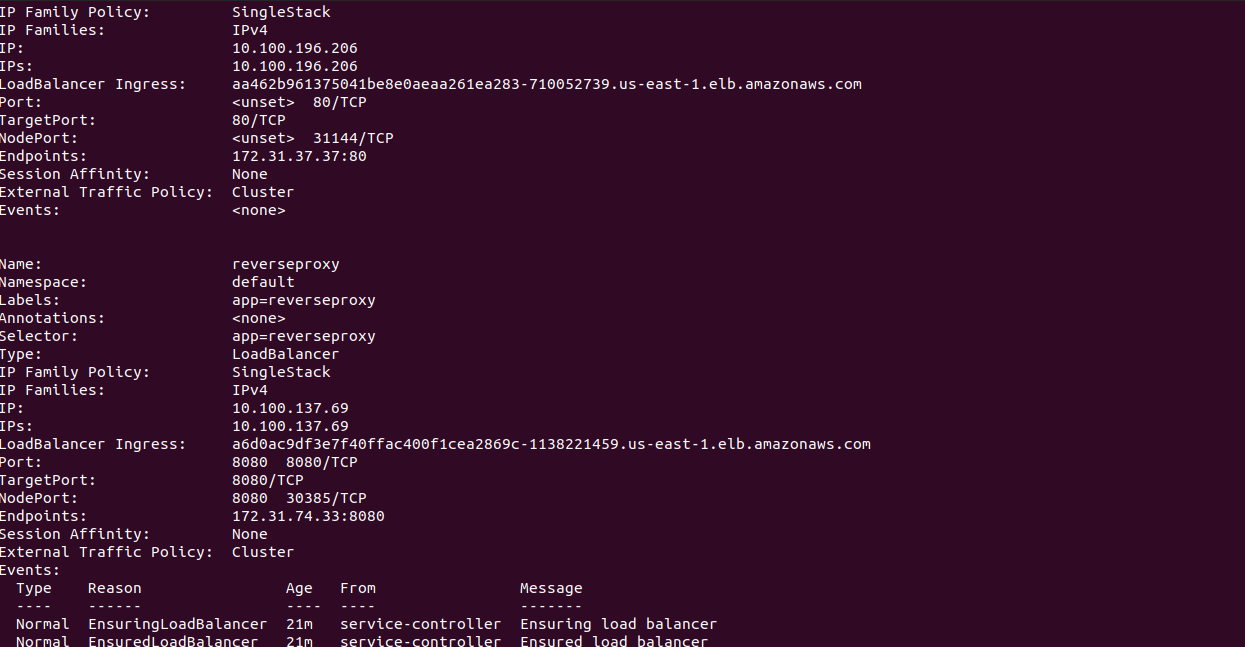 IP Family Policy: SingleStack
IP Families: IPv4
IP: 10.100.196.206
IPs: 10.100.196.206
LoadBalancer Ingress: aa462b961375041be8e0aeaa261ea283-710052739.us-east-1.elb.amazonaws.com
Port: <unset> 80/TCP
TargetPort: 80/TCP
NodePort: <unset> 31144/TCP
Endpoints: 172.31.37.37:80
Session Affinity: None
External Traffic Policy: Cluster
Events: <none>
Name: reverseproxy
Namespace: default
Labels: app=reverseproxy
Annotations: <none>
Selector: app=reverseproxy
Type: LoadBalancer
IP Family Policy: SingleStack
IP Families: IPv4
IP: 10.100.137.69
IPs: 10.100.137.69
LoadBalancer Ingress: a6d0ac9df3e7f40ffac400f1cea2869c-1138221459.us-east-1.elb.amazonaws.com
Port: 8080 8080/TCP
TargetPort: 8080/TCP
NodePort: 8080 30385/TCP
Endpoints: 172.31.74.33:8080
Session Affinity: None
External Traffic Policy: Cluster
Events:
Type Reason Age From Message
---- ------ ---- ---- -------
Normal EnsuringLoadBalancer 21m service-controller Ensuring load balancer
Normal EnsuredLoadBalancer 21m service-controller Ensured load balancer